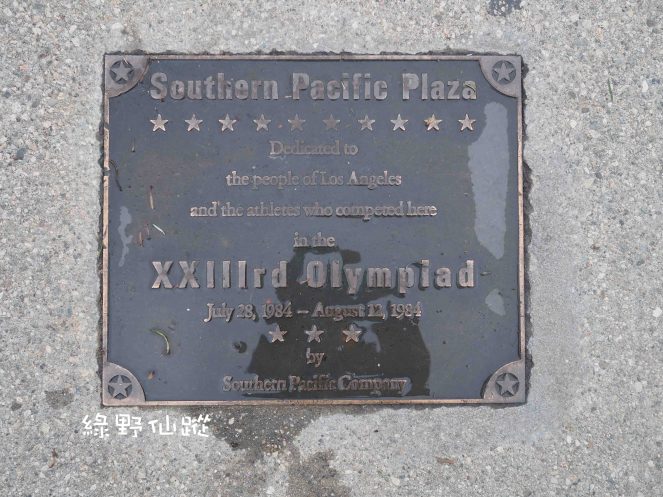 Southern Pacific Plaza
Dedicated to
the people of Los Angeles
and the athletes who competed here
in the
XXIIIrd Olympiad
July 28, 1984 – August 12, 1984
by
Southern Pacific Company
綠野仙蹤